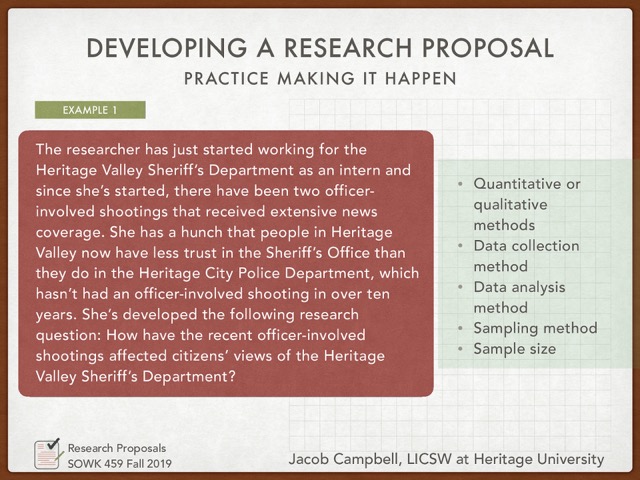 DEVELOPING A RESEARCH PROPOSAL
PRACTICE MAKING IT HAPPEN
EXAMPLE 1
The researcher has just started working for the
Heritage Valley Sheriff's Department as an intern and
since she's started, there have been two officer-
involved shootings that received extensive news
coverage. She has a hunch that people in Heritage
Valley now have less trust in the Sheriff's Office than
they do in the Heritage City Police Department, which
hasn't had an officer-involved shooting in over ten
years. She's developed the following research
question: How have the recent officer-involved
shootings affected citizens' views of the Heritage
Valley Sheriff's Department?
• Quantitative or
qualitative
methods
• Data collection
method
• Data analysis
method
• Sampling method
• Sample size
Research Proposals
SOWK 459 Fall 2019
Jacob Campbell, LICSW at Heritage University